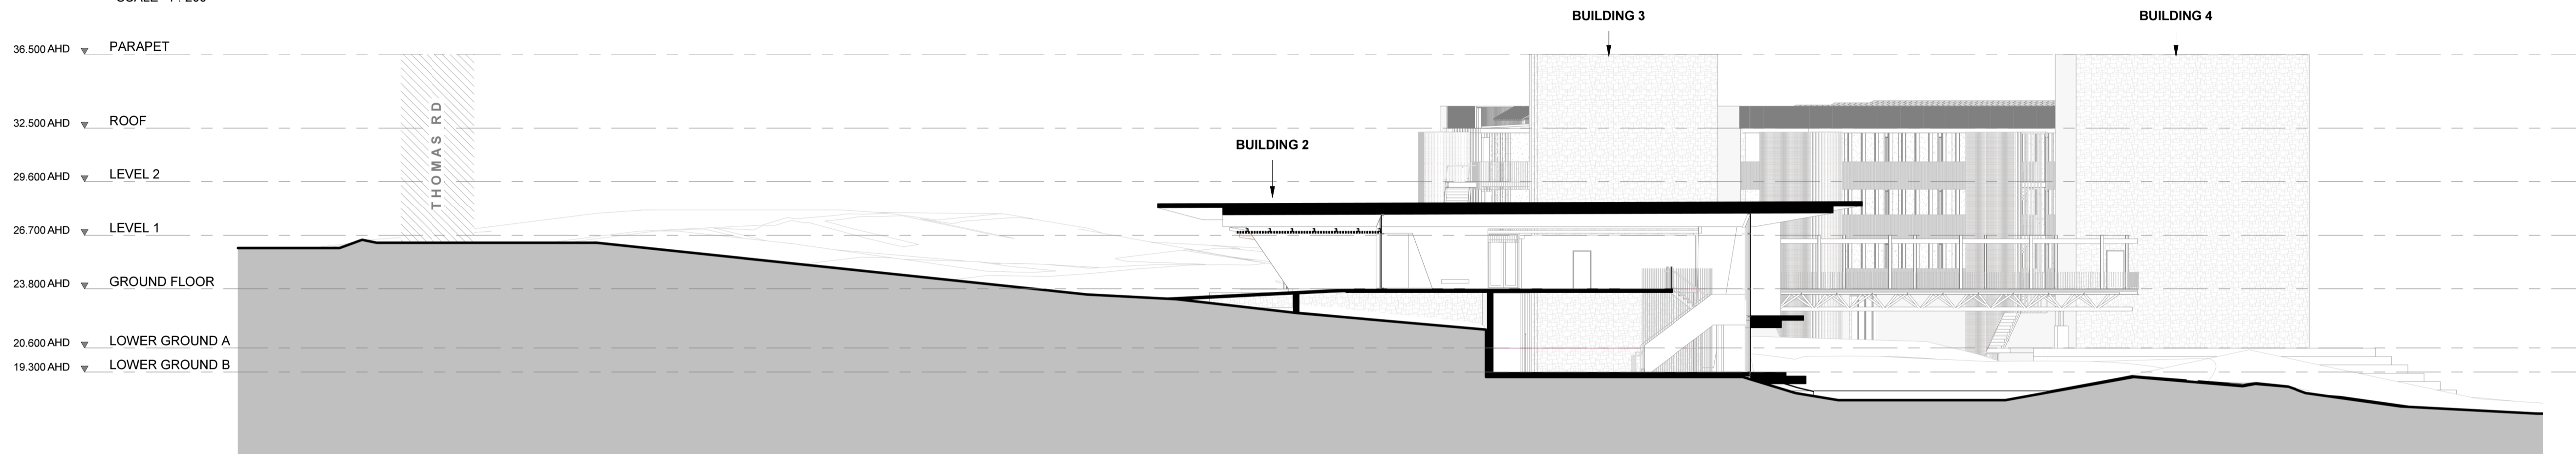 BUILDING 3
BUILDING 4
36.500 AHD PARAPET
THOMAS RD
32.500 AHD ROOF
BUILDING 2
29.600 AHD LEVEL 2
26.700 AHD LEVEL 1
23.800 AHD GROUND FLOOR
20.600 AHD LOWER GROUND A
19.300 AHD LOWER GROUND B